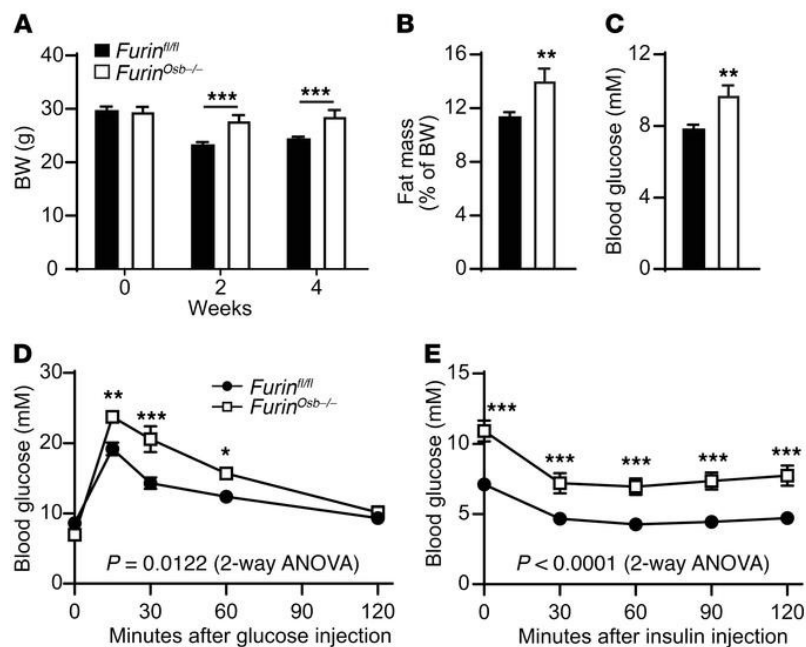 A
Furin^fl/fl
Furin^Osb–/–
40
30
20
10
0
BW (g)
***
***
0
2
4
Weeks
B
16
12
8
4
0
Fat mass
(% of BW)
**
C
12
8
4
0
Blood glucose (mM)
**
D
30
20
10
0
Blood glucose (mM)
Furin^fl/fl
Furin^Osb–/–
**
***
*
P = 0.0122 (2-way ANOVA)
0
30
60
120
Minutes after glucose injection
E
15
10
5
0
Blood glucose (mM)
***
***
***
***
***
P < 0.0001 (2-way ANOVA)
0
30
60
90
120
Minutes after insulin injection